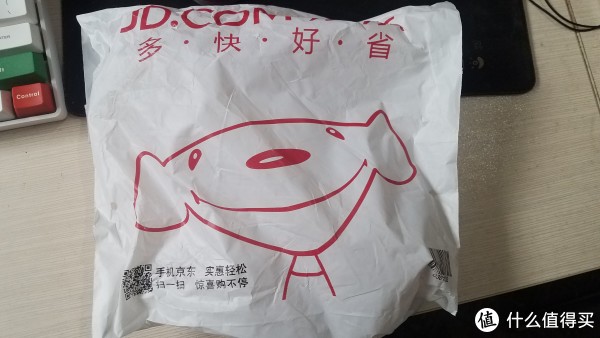 JD.COM
多·快·好·省
Control
手机京东 实惠轻松
扫一扫 惊喜购不停
值 什么值得买